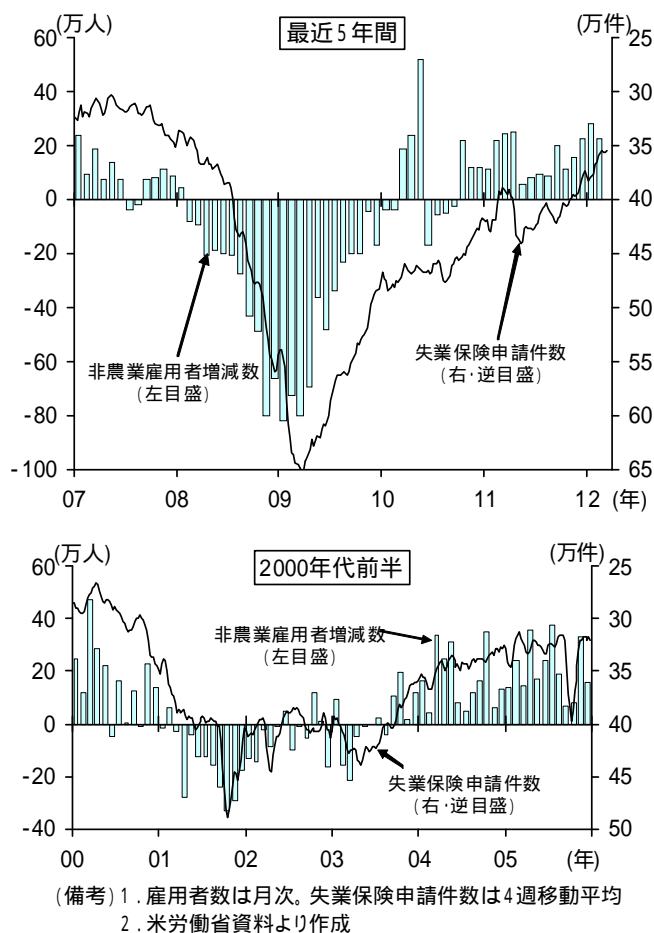 (万人)
最近5年間
(万件)
60
40
20
0
-20
-40
-60
-80
-100
25
30
35
40
45
50
55
60
65
非農業雇用者増減数
(左目盛)
失業保険申請件数
(右・逆目盛)
07 08 09 10 11 12 (年)
(万人)
2000年代前半
(万件)
60
40
20
0
-20
-40
25
30
35
40
45
50
非農業雇用者増減数
(左目盛)
失業保険申請件数
(右・逆目盛)
00 01 02 03 04 05 (年)
(備考)1.雇用者数は月次。失業保険申請件数は4週移動平均
2.米労働省資料より作成